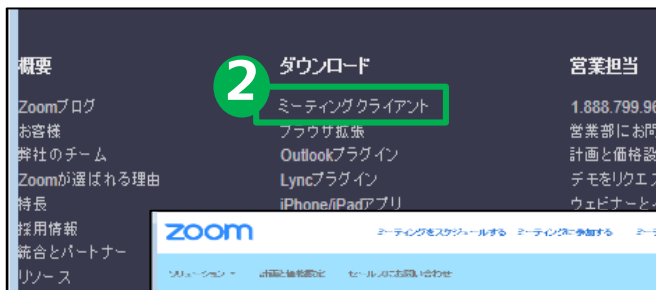 概要
Zoomブログ
お客様
弊社のチーム
Zoomが選ばれる理由
特長
採用情報
統合とパートナー
リソース
2
ダウンロード
ミーティングクライアント
ブラウザ拡張
Outlookプラグイン
Lyncプラグイン
iPhone/iPadアプリ
営業担当
1.888.799.96
営業部にお問
計画と価格設
デモをリクエス
ウェビナーとイ
zoom
ミーティングをスケジュールする ミーティングに参加する ミーテ
ソリューション 計画と価格設定 セールスにお問い合わせ